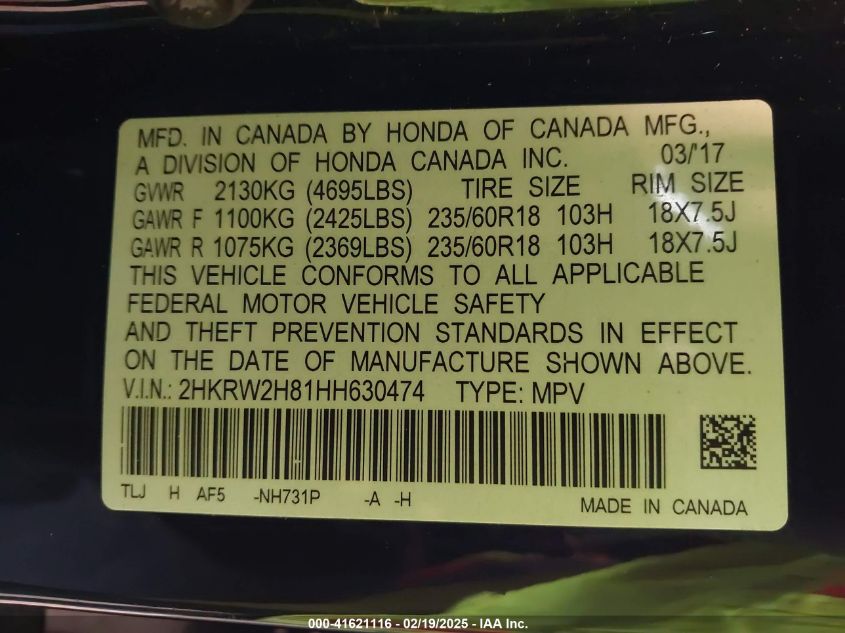 MFD. IN CANADA BY HONDA OF CANADA MFG.,
A DIVISION OF HONDA CANADA INC. 03/'17
GVWR 2130KG (4695LBS) TIRE SIZE RIM SIZE
GAWR F 1100KG (2425LBS) 235/60R18 103H 18X7.5J
GAWR R 1075KG (2369LBS) 235/60R18 103H 18X7.5J
THIS VEHICLE CONFORMS TO ALL APPLICABLE
FEDERAL MOTOR VEHICLE SAFETY
AND THEFT PREVENTION STANDARDS IN EFFECT
ON THE DATE OF MANUFACTURE SHOWN ABOVE.
V.I.N.: 2HKRW2H81HH630474 TYPE: MPV
TLJ H AF5 -NH731P -A -H
MADE IN CANADA
000-41621116 - 02/19/2025 - IAA Inc.